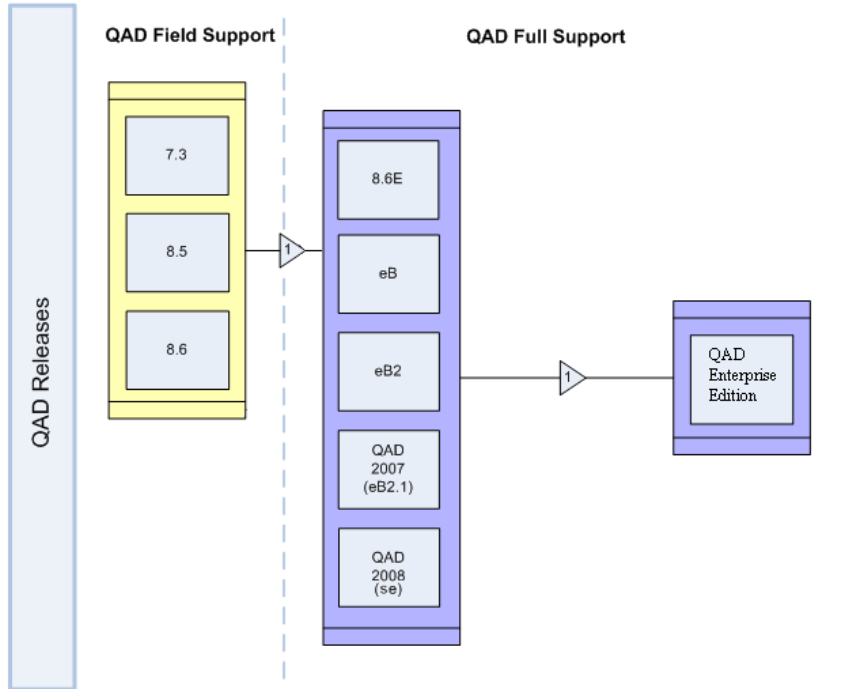 QAD Releases
QAD Field Support
QAD Full Support
7.3
8.5
8.6
1
8.6E
eB
eB2
QAD
2007
(eB2.1)
QAD
2008
(se)
1
QAD
Enterprise
Edition